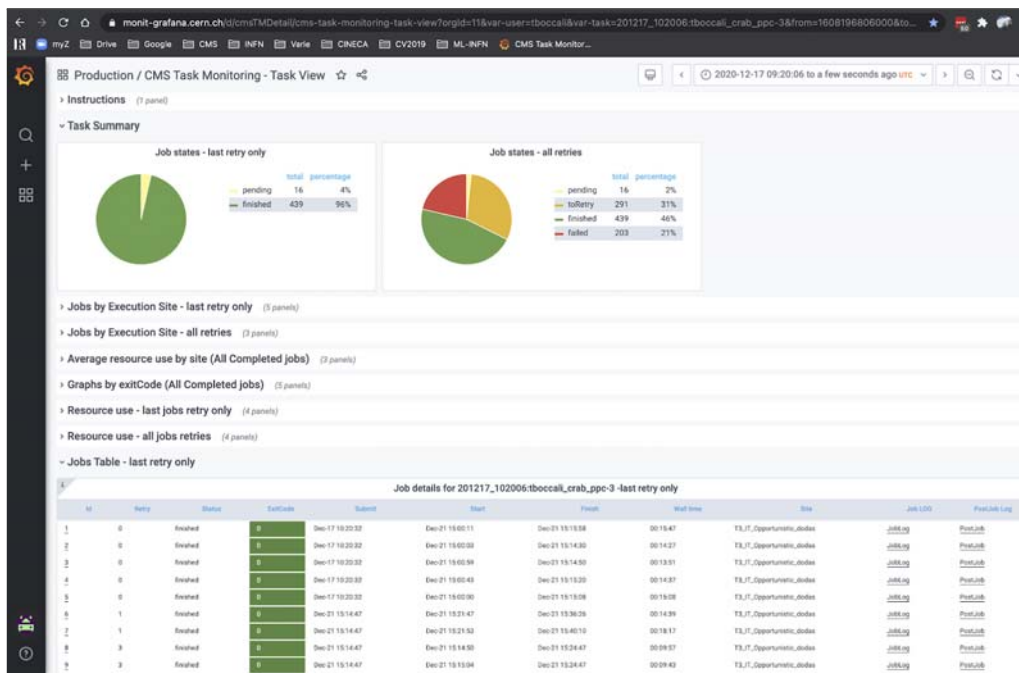 monit-grafana.cern.ch/d/cmsTMDetail/cms-task-monitoring-task-view?orgId=11&var-user=tboccali&var-task=201217_102006:tboccali_crab_ppc-3&from=1608196806000&to...
myZ Drive Google CMS INFN Varie CINECA CV2019 ML-INFN CMS Task Monitor...
Production / CMS Task Monitoring - Task View
2020-12-17 09:20:06 to a few seconds ago UTC
Instructions (1 panel)
Task Summary
Job states - last retry only
total percentage
pending 16 4%
finished 439 96%
Job states - all retries
total percentage
pending 16 2%
toRetry 291 31%
finished 439 46%
failed 203 21%
Jobs by Execution Site - last retry only (5 panels)
Jobs by Execution Site - all retries (3 panels)
Average resource use by site (All Completed jobs) (3 panels)
Graphs by exitCode (All Completed jobs) (5 panels)
Resource use - last jobs retry only (4 panels)
Resource use - all jobs retries (4 panels)
Jobs Table - last retry only
Job details for 201217_102006:tboccali_crab_ppc-3 -last retry only
Id Retry Status ExitCode Submit Start Finish Wall time Site Job LOG PostJob Log
1 0 finished 0 Dec-17 10:20:32 Dec-21 15:00:11 Dec-21 15:15:58 00:15:47 T3_IT_Opportunistic_dodas JobLog PostJob
2 0 finished 0 Dec-17 10:20:32 Dec-21 15:00:03 Dec-21 15:14:30 00:14:27 T3_IT_Opportunistic_dodas JobLog PostJob
3 0 finished 0 Dec-17 10:20:32 Dec-21 15:00:59 Dec-21 15:14:50 00:13:51 T3_IT_Opportunistic_dodas JobLog PostJob
4 0 finished 0 Dec-17 10:20:32 Dec-21 15:00:43 Dec-21 15:15:20 00:14:37 T3_IT_Opportunistic_dodas JobLog PostJob
5 0 finished 0 Dec-17 10:20:32 Dec-21 15:00:00 Dec-21 15:15:08 00:15:08 T3_IT_Opportunistic_dodas JobLog PostJob
6 1 finished 0 Dec-21 15:14:47 Dec-21 15:21:47 Dec-21 15:36:26 00:14:39 T3_IT_Opportunistic_dodas JobLog PostJob
7 1 finished 0 Dec-21 15:14:47 Dec-21 15:21:53 Dec-21 15:40:10 00:18:17 T3_IT_Opportunistic_dodas JobLog PostJob
8 3 finished 0 Dec-21 15:14:47 Dec-21 15:14:50 Dec-21 15:24:47 00:09:57 T3_IT_Opportunistic_dodas JobLog PostJob
9 3 finished 0 Dec-21 15:14:47 Dec-21 15:15:04 Dec-21 15:24:47 00:09:43 T3_IT_Opportunistic_dodas JobLog PostJob